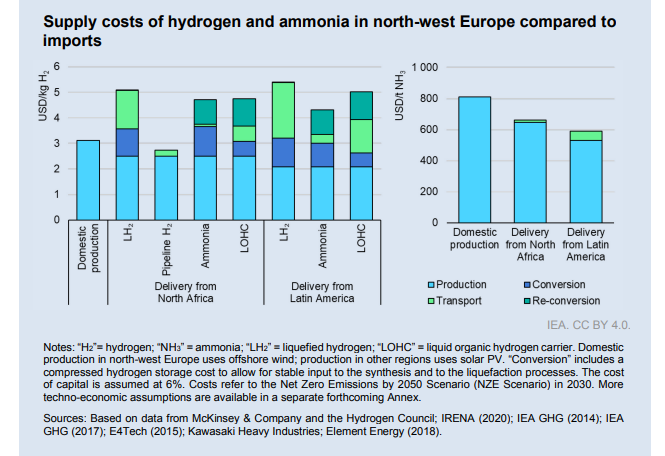 Supply costs of hydrogen and ammonia in north-west Europe compared to
imports
USD/kg H₂
6
5
4
3
2
1
0
Domestic
production
LH₂
Pipeline H₂
Ammonia
LOHC
LH₂
Ammonia
LOHC
Delivery from
North Africa
Delivery from
Latin America
USD/t NH₃
1 000
800
600
400
200
0
Domestic
production
Delivery
from North
Africa
Delivery
from Latin
America
Production
Conversion
Transport
Re-conversion
IEA. CC BY 4.0.
Notes: “H₂”= hydrogen; “NH₃” = ammonia; “LH₂” = liquefied hydrogen; “LOHC” = liquid organic hydrogen carrier. Domestic
production in north-west Europe uses offshore wind; production in other regions uses solar PV. “Conversion” includes a
compressed hydrogen storage cost to allow for stable input to the synthesis and to the liquefaction processes. The cost
of capital is assumed at 6%. Costs refer to the Net Zero Emissions by 2050 Scenario (NZE Scenario) in 2030. More
techno-economic assumptions are available in a separate forthcoming Annex.
Sources: Based on data from McKinsey & Company and the Hydrogen Council; IRENA (2020); IEA GHG (2014); IEA
GHG (2017); E4Tech (2015); Kawasaki Heavy Industries; Element Energy (2018).